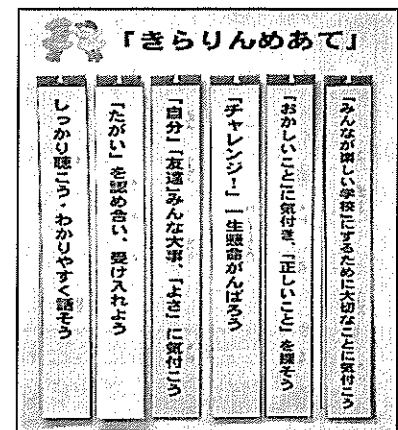 「きらりんめあて」
「みんなが楽しい学校」にするために大切なことに気付こう
「おかしいこと」に気付き、「正しいこと」を探そう
「チャレンジ！」一生懸命がんばろう
「自分」「友達」みんな大事、「よさ」に気付こう
「たがい」を認め合い、受け入れよう
しっかり聴こう・わかりやすく話そう